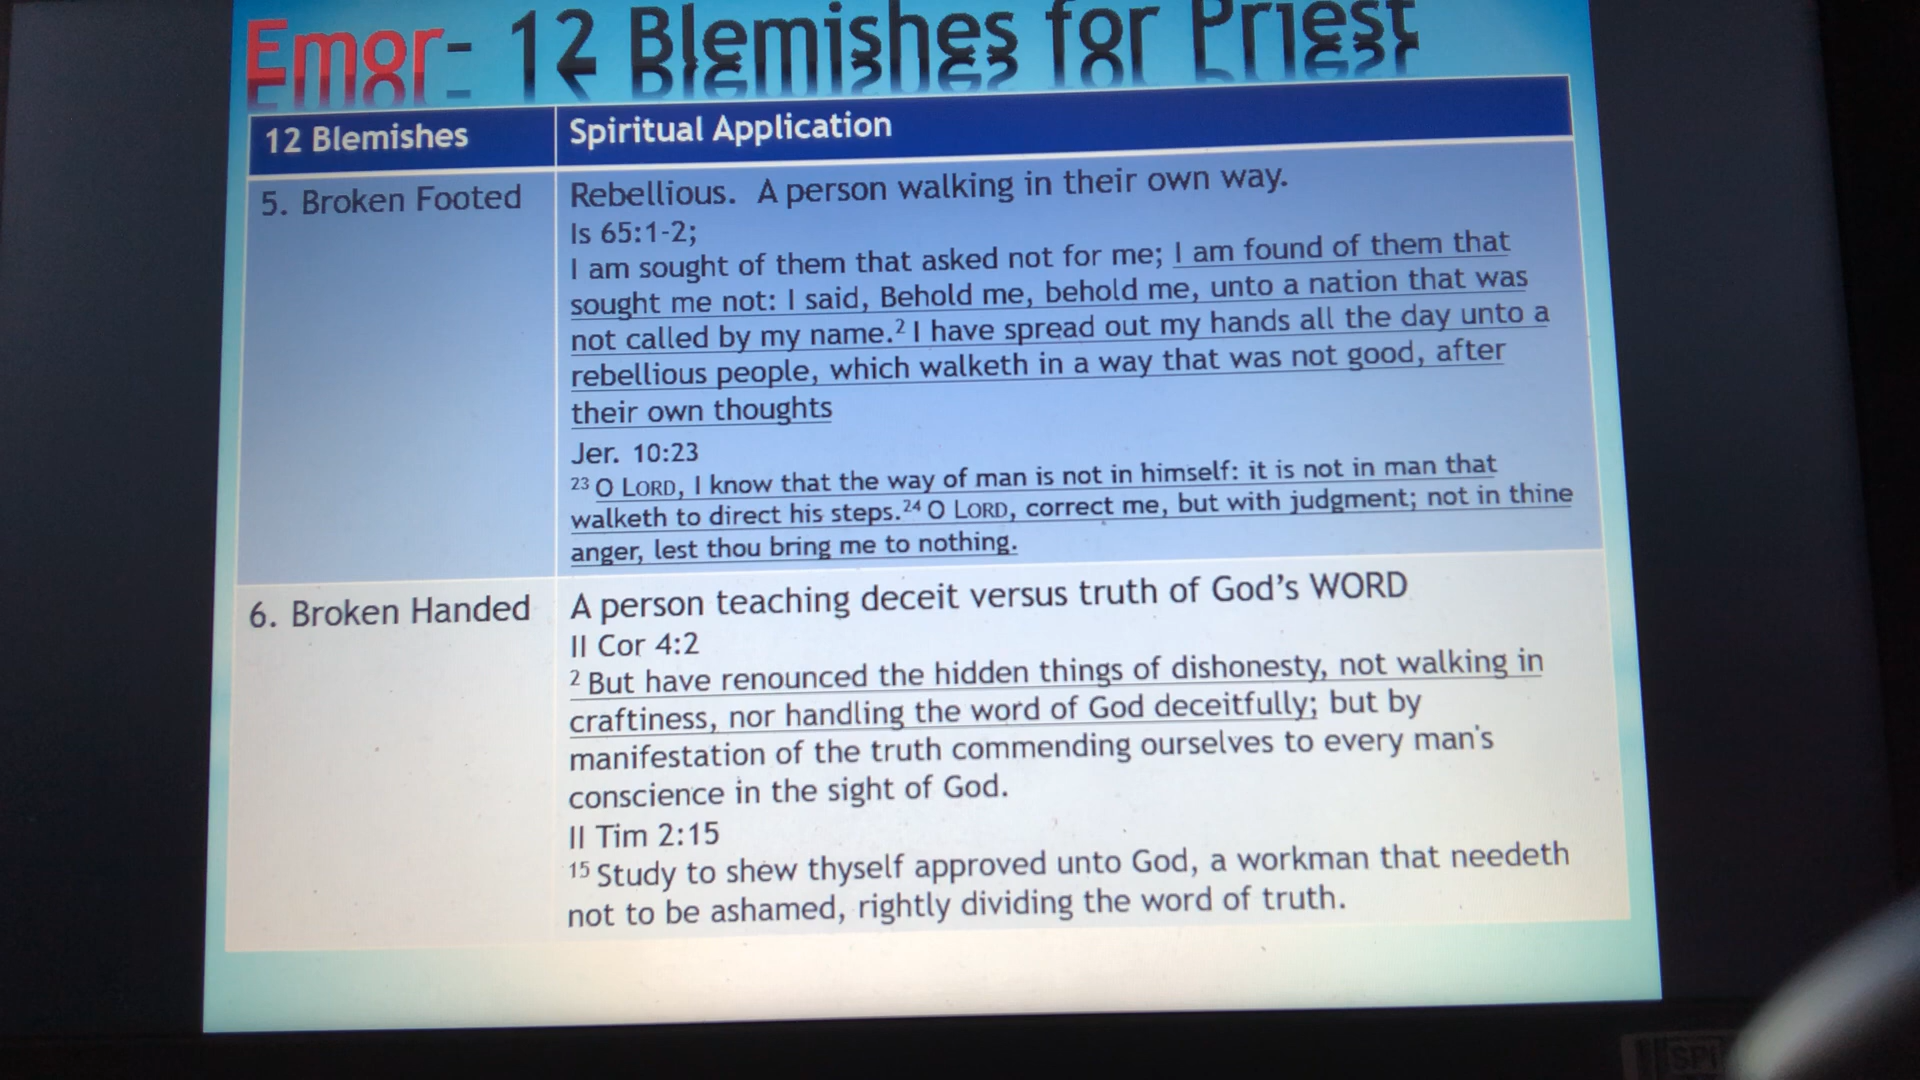 Emor- 12 Blemishes for Priest
12 Blemishes
Spiritual Application
5. Broken Footed
Rebellious. A person walking in their own way.
Is 65:1-2;
I am sought of them that asked not for me; I am found of them that
sought me not: I said, Behold me, behold me, unto a nation that was
not called by my name.² I have spread out my hands all the day unto a
rebellious people, which walketh in a way that was not good, after
their own thoughts
Jer. 10:23
²³ O LORD, I know that the way of man is not in himself: it is not in man that
walketh to direct his steps.²⁴ O LORD, correct me, but with judgment; not in thine
anger, lest thou bring me to nothing.
6. Broken Handed
A person teaching deceit versus truth of God's WORD
II Cor 4:2
² But have renounced the hidden things of dishonesty, not walking in
craftiness, nor handling the word of God deceitfully; but by
manifestation of the truth commending ourselves to every man's
conscience in the sight of God.
II Tim 2:15
¹⁵ Study to shew thyself approved unto God, a workman that needeth
not to be ashamed, rightly dividing the word of truth.